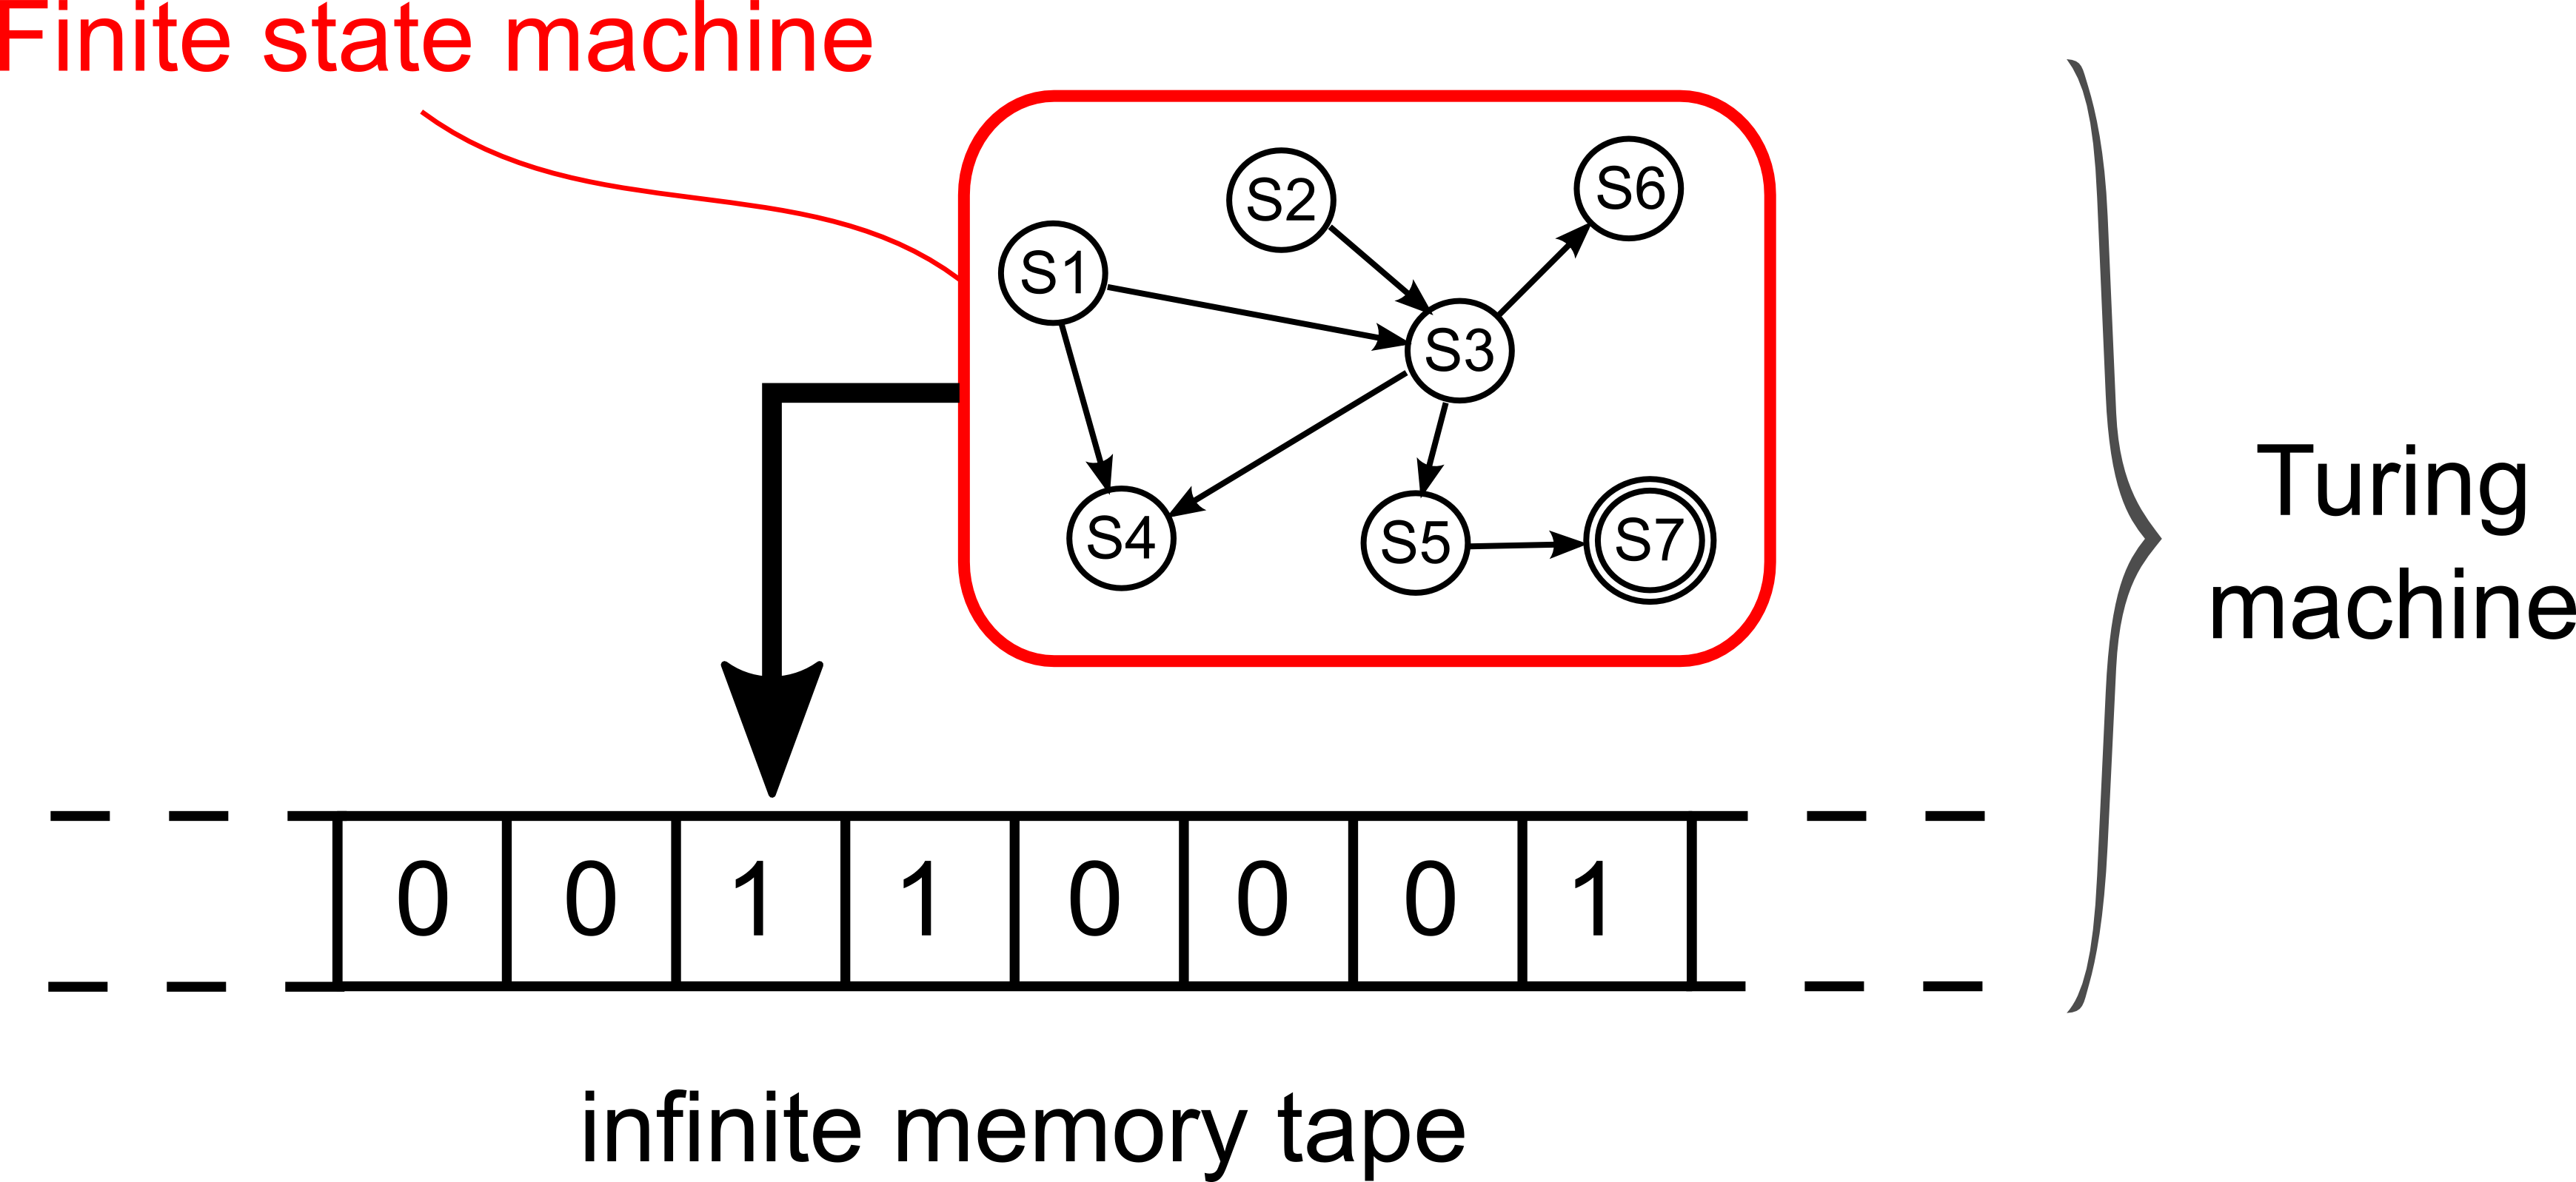 Finite state machine
S2
S6
S1
S3
S4
S5
S7
Turing
machine
0 0 1 1 0 0 0 1
infinite memory tape